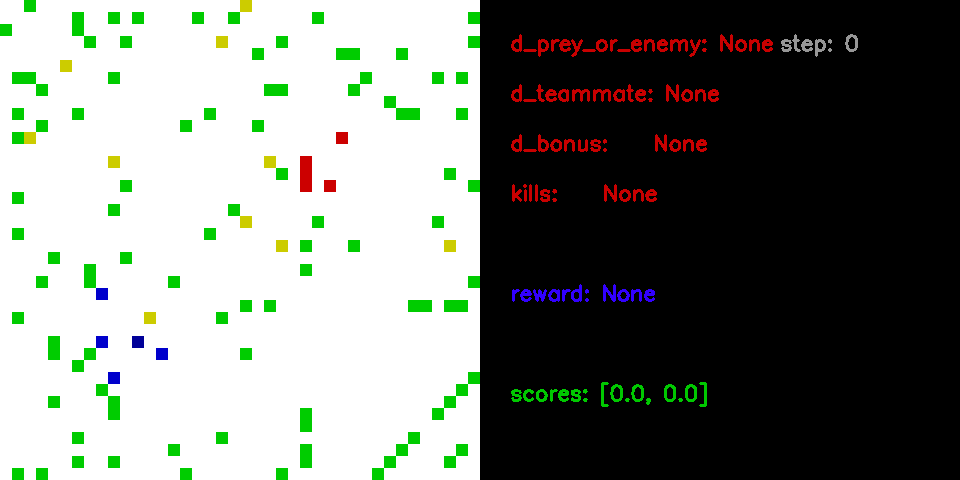 d_prey_or_enemy: None step: 0
d_teammate: None
d_bonus: None
kills: None
reward: None
scores: [0.0, 0.0]